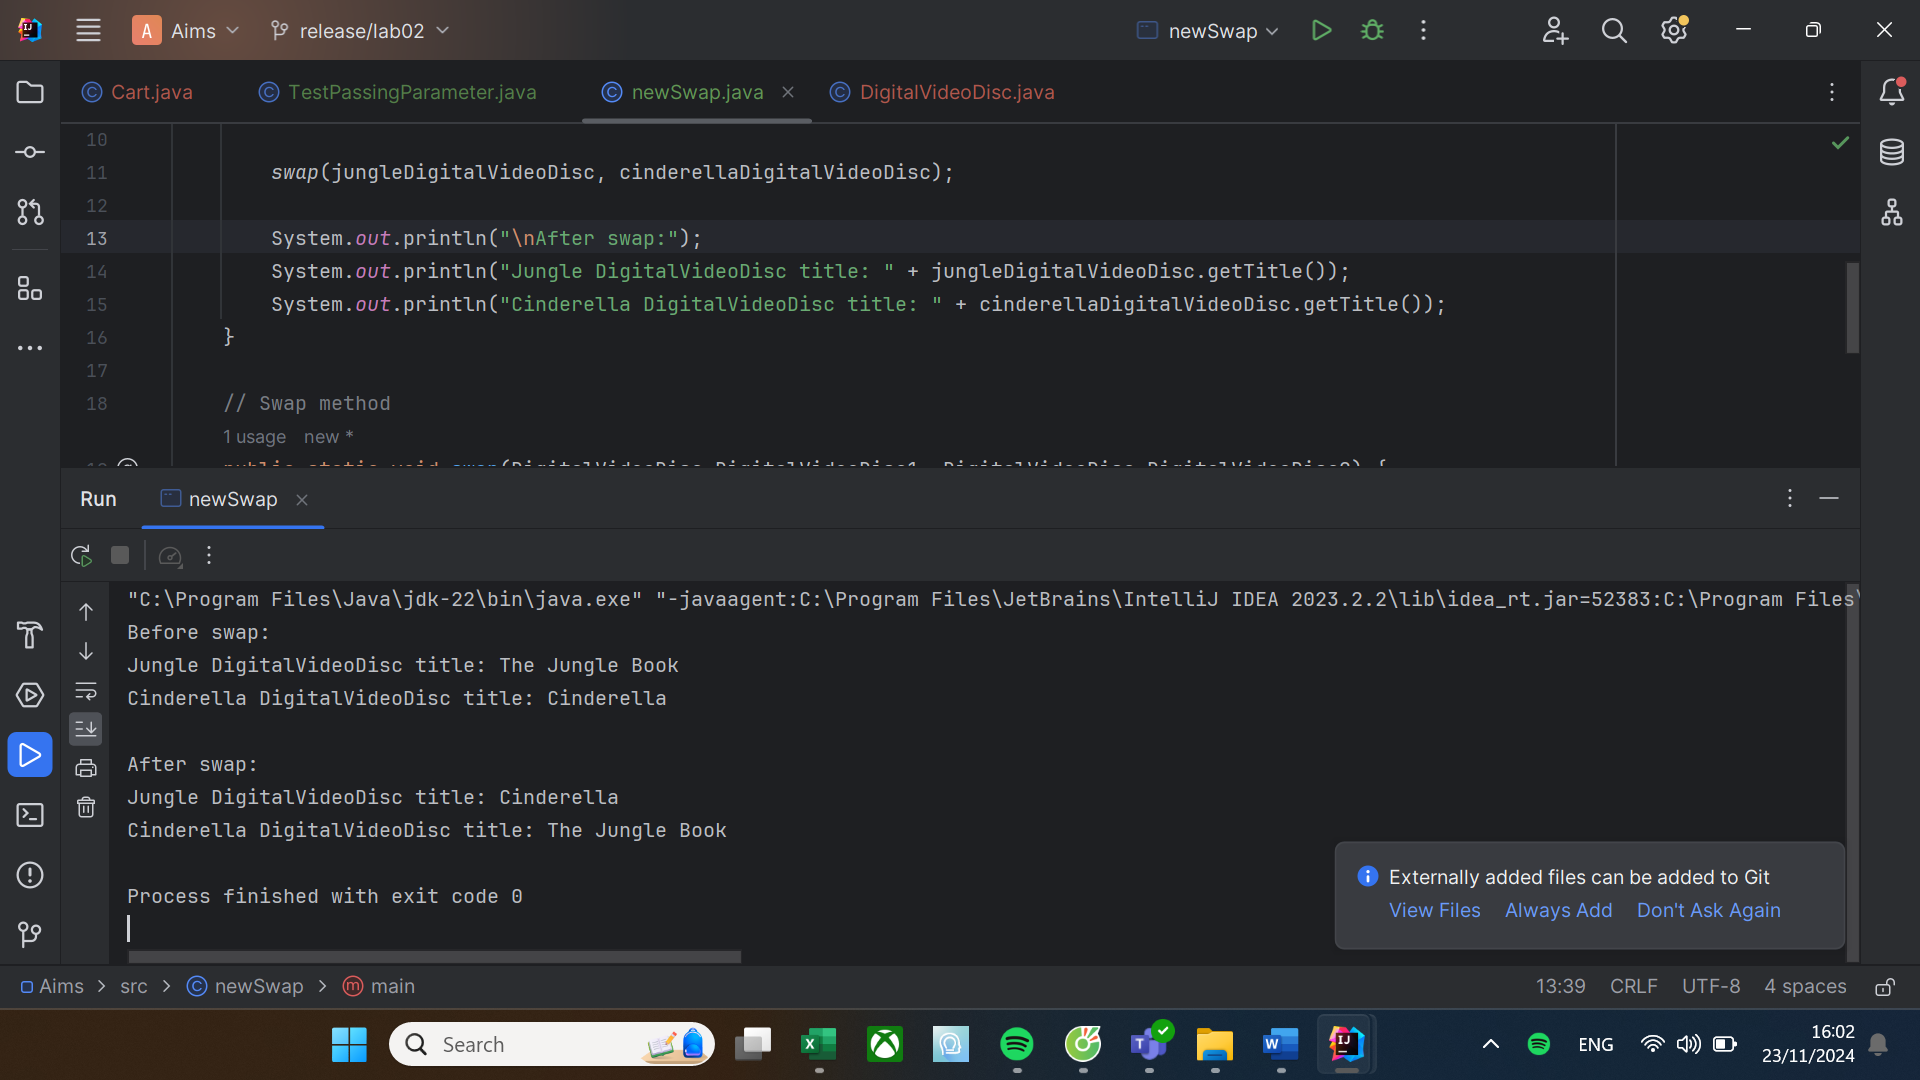 A Aims release/lab02 newSwap
Cart.java TestPassingParameter.java newSwap.java DigitalVideoDisc.java
10
11 swap(jungleDigitalVideoDisc, cinderellaDigitalVideoDisc);
12
13 System.out.println("\nAfter swap:");
14 System.out.println("Jungle DigitalVideoDisc title: " + jungleDigitalVideoDisc.getTitle());
15 System.out.println("Cinderella DigitalVideoDisc title: " + cinderellaDigitalVideoDisc.getTitle());
16 }
17
18 // Swap method
1 usage new *
Run newSwap
"C:\Program Files\Java\jdk-22\bin\java.exe" "-javaagent:C:\Program Files\JetBrains\IntelliJ IDEA 2023.2.2\lib\idea_rt.jar=52383:C:\Program Files\
Before swap:
Jungle DigitalVideoDisc title: The Jungle Book
Cinderella DigitalVideoDisc title: Cinderella
After swap:
Jungle DigitalVideoDisc title: Cinderella
Cinderella DigitalVideoDisc title: The Jungle Book
Process finished with exit code 0
Externally added files can be added to Git
View Files Always Add Don't Ask Again
Aims > src > newSwap > main 13:39 CRLF UTF-8 4 spaces
Search ENG 16:02
23/11/2024